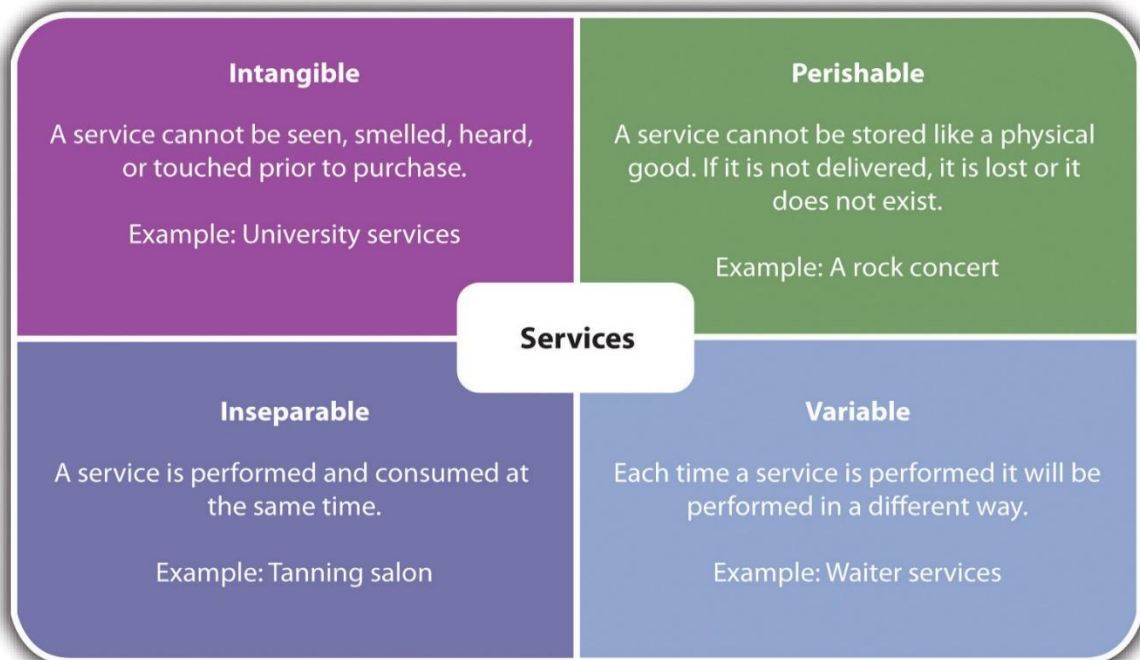 Intangible
A service cannot be seen, smelled, heard,
or touched prior to purchase.
Example: University services
Perishable
A service cannot be stored like a physical
good. If it is not delivered, it is lost or it
does not exist.
Example: A rock concert
Services
Inseparable
A service is performed and consumed at
the same time.
Example: Tanning salon
Variable
Each time a service is performed it will be
performed in a different way.
Example: Waiter services